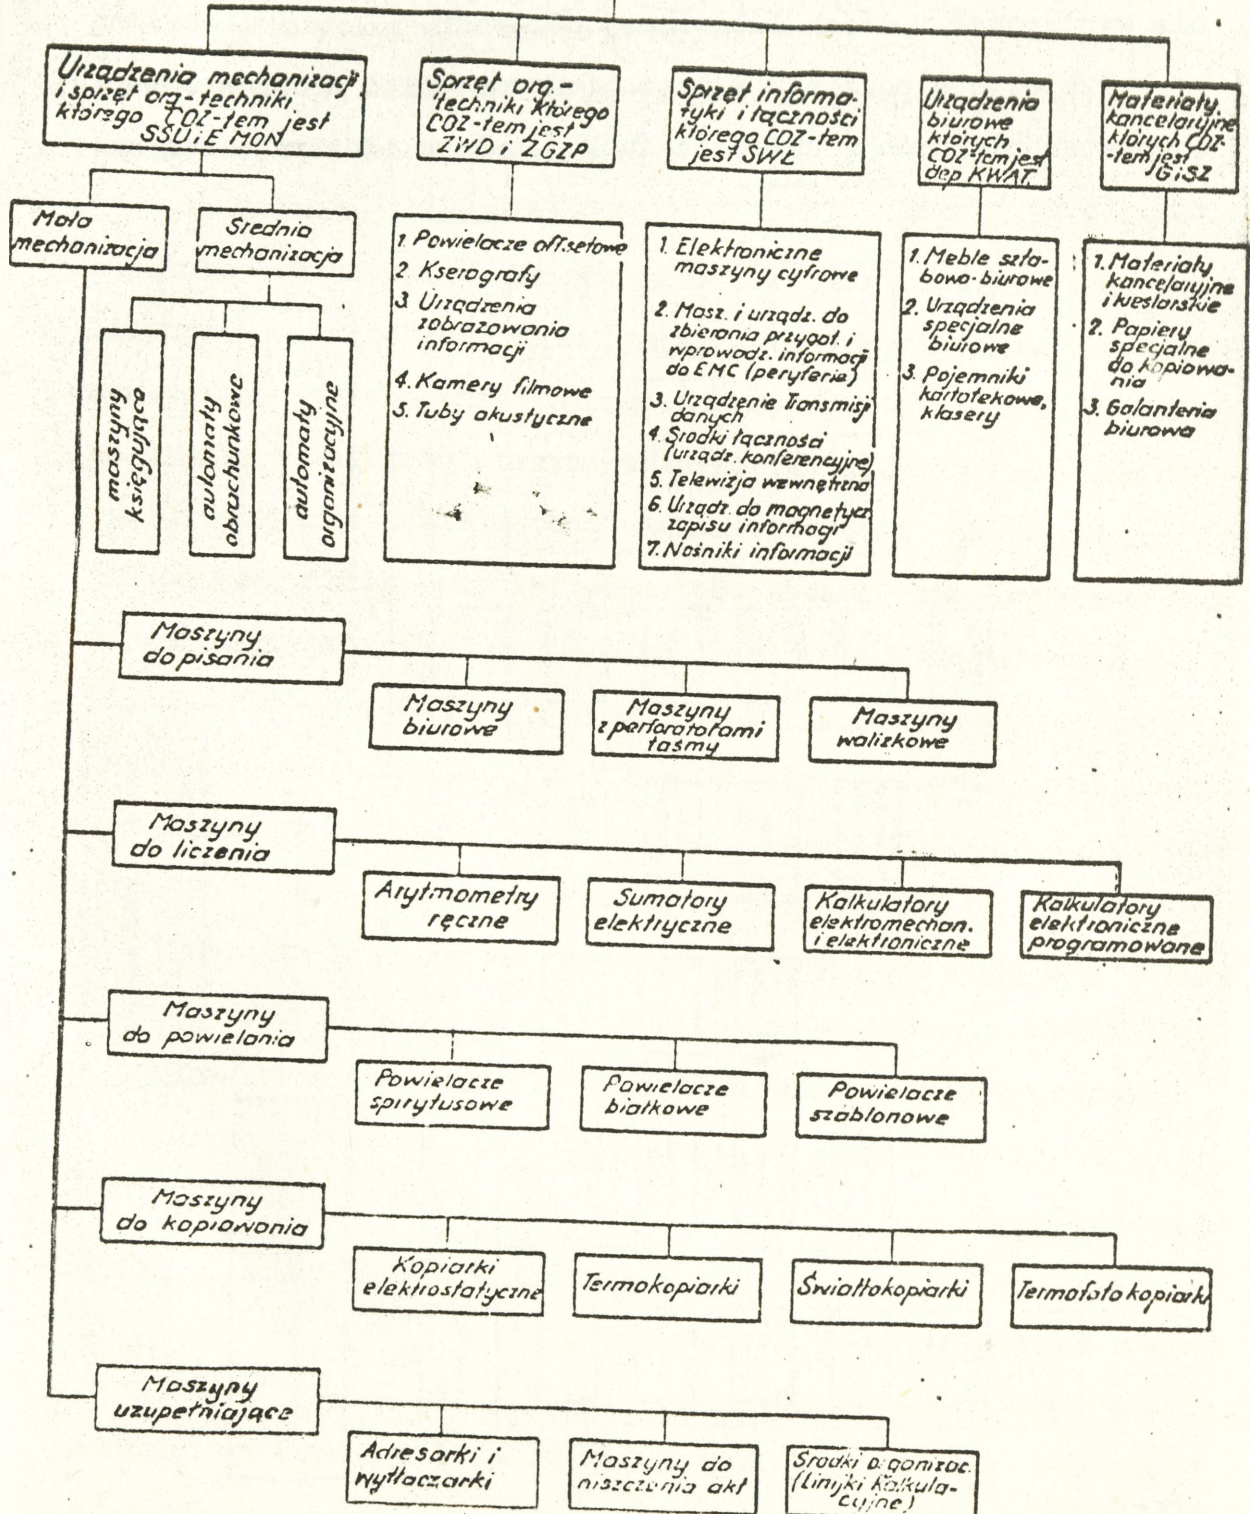 Urządzenia mechanizacji
i sprzęt org-techniki,
którego COZ-tem jest
SSUiE MON
Sprzęt org.-
techniki którego
COZ-tem jest
ZWD i ZGZP
Sprzęt informa-
tyki i łączności
którego COZ-tem
jest SWŁ
Urządzenia
biurowe
których
COZ-tem jest
dep KWAT.
Materiały
kancelaryjne
których COZ-
-tem jest
GiSZ
Mała
mechanizacja
Średnia
mechanizacja
maszyny
księgujące
automaty
obrachunkowe
automaty
organizacyjne
1. Powielacze off.setowe
2. Kserografy
3. Urządzenia
zobrazowania
informacji
4. Kamery filmowe
5. Tuby akustyczne
1. Elektroniczne
maszyny cyfrowe
2. Masz. i urządz. do
zbierania przygot. i
wprowadz. informacji
do EMC (peryferie)
3. Urządzenie Transmisji
danych
4. Środki łączności
(urządz. konferencyjne)
5. Telewizja wewnętrzna
6. Urządz. do magnetycz.
zapisu informacji
7. Nośniki informacji
1. Meble szta-
bowo-biurowe
2. Urządzenia
specjalne
biurowe
3. Pojemniki
kartotekowe,
klasery
1. Materiały
kancelaryjne
i kreślarskie
2. Papiery
specjalne
do kopiowa-
nia
3. Galanteria
biurowa
Maszyny
do pisania
Maszyny
biurowe
Maszyny
z perforatorami
taśmy
Maszyny
walizkowe
Maszyny
do liczenia
Arytmometry
ręczne
Sumatory
elektryczne
Kalkulatory
elektromechan.
i elektroniczne
Kalkulatory
elektroniczne
programowane
Maszyny
do powielania
Powielacze
spirytusowe
Powielacze
białkowe
Powielacze
szablonowe
Maszyny
do kopiowania
Kopiarki
elektrostatyczne
Termokopiarki
Światłokopiarki
Termofotokopiarki
Maszyny
uzupełniające
Adresarki i
wytłaczarki
Maszyny do
niszczenia akt
Środki organizac.
(Linijki Kalkula-
cyjne)